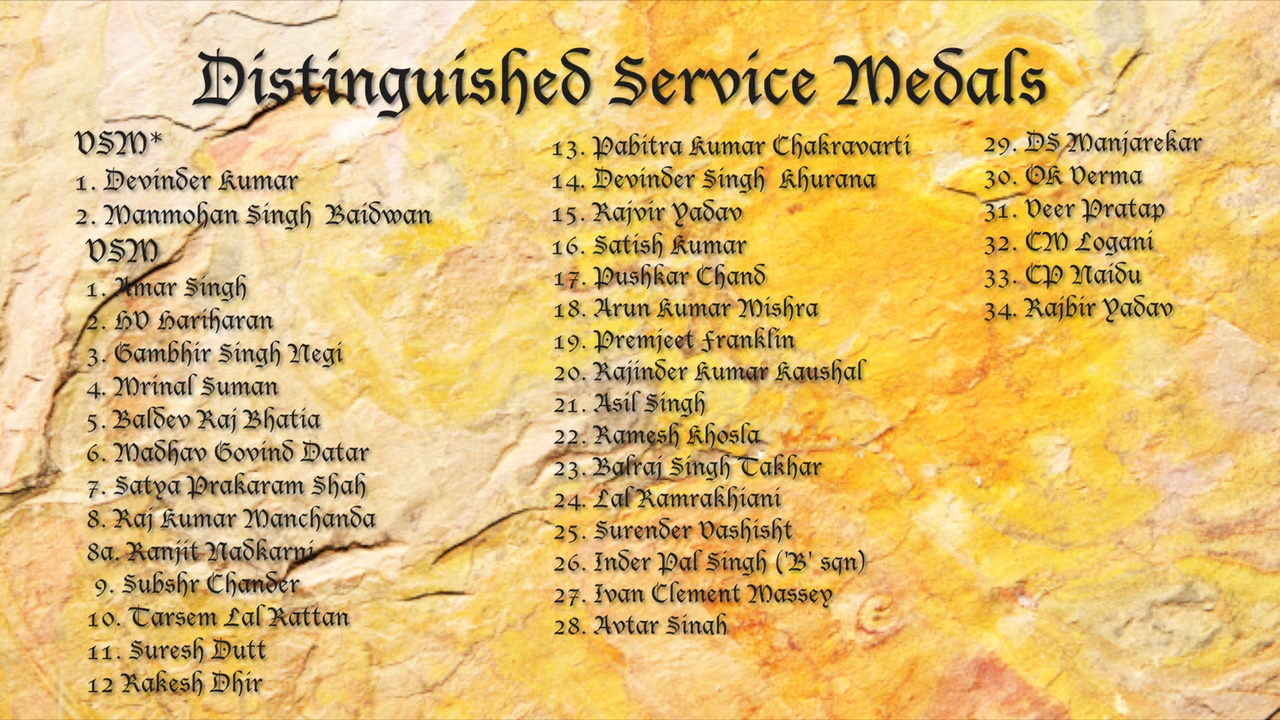 Distinguished Service Medals
VSM*
1. Devinder Kumar
2. Manmohan Singh Baidwan
VSM
1. Amar Singh
2. HV Hariharan
3. Gambhir Singh Negi
4. Mrinal Suman
5. Baldev Raj Bhatia
6. Madhav Govind Datar
7. Satya Prakaram Shah
8. Raj Kumar Manchanda
8a. Ranjit Nadkarni
9. Subshr Chander
10. Tarsem Lal Rattan
11. Suresh Dutt
12 Rakesh Dhir
13. Pabitra Kumar Chakravarti
14. Devinder Singh Khurana
15. Rajvir Yadav
16. Satish Kumar
17. Pushkar Chand
18. Arun Kumar Mishra
19. Premjeet Franklin
20. Rajinder Kumar Kaushal
21. Asil Singh
22. Ramesh Khosla
23. Balraj Singh Takhar
24. Lal Ramrakhiani
25. Surender Vashisht
26. Inder Pal Singh ('B' sqn)
27. Ivan Clement Massey
28. Avtar Singh
29. DS Manjarekar
30. OK Verma
31. Veer Pratap
32. CM Logani
33. CP Naidu
34. Rajbir Yadav